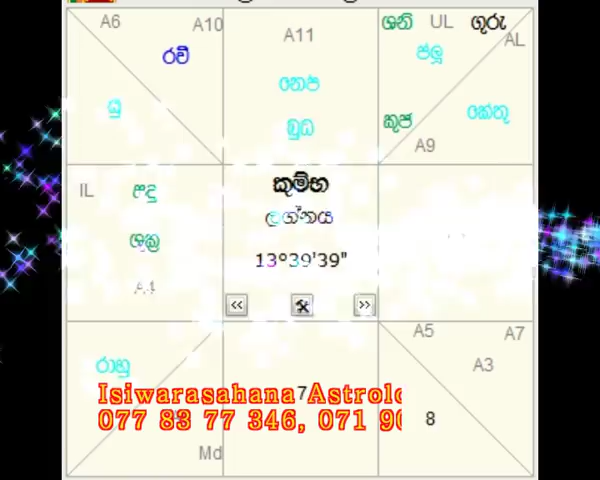 A6 A10 A11 ශනි UL ගුරු
රවි ප්ලූ AL
නෙප්
කේතු
බුධ කුජ
A9
IL කුම්භ
ලග්නය
13°39'39"
A4
A5 A7
රාහු A3
7
Isiwarasahana Astrolo
077 83 77 346, 071 90
8
Md